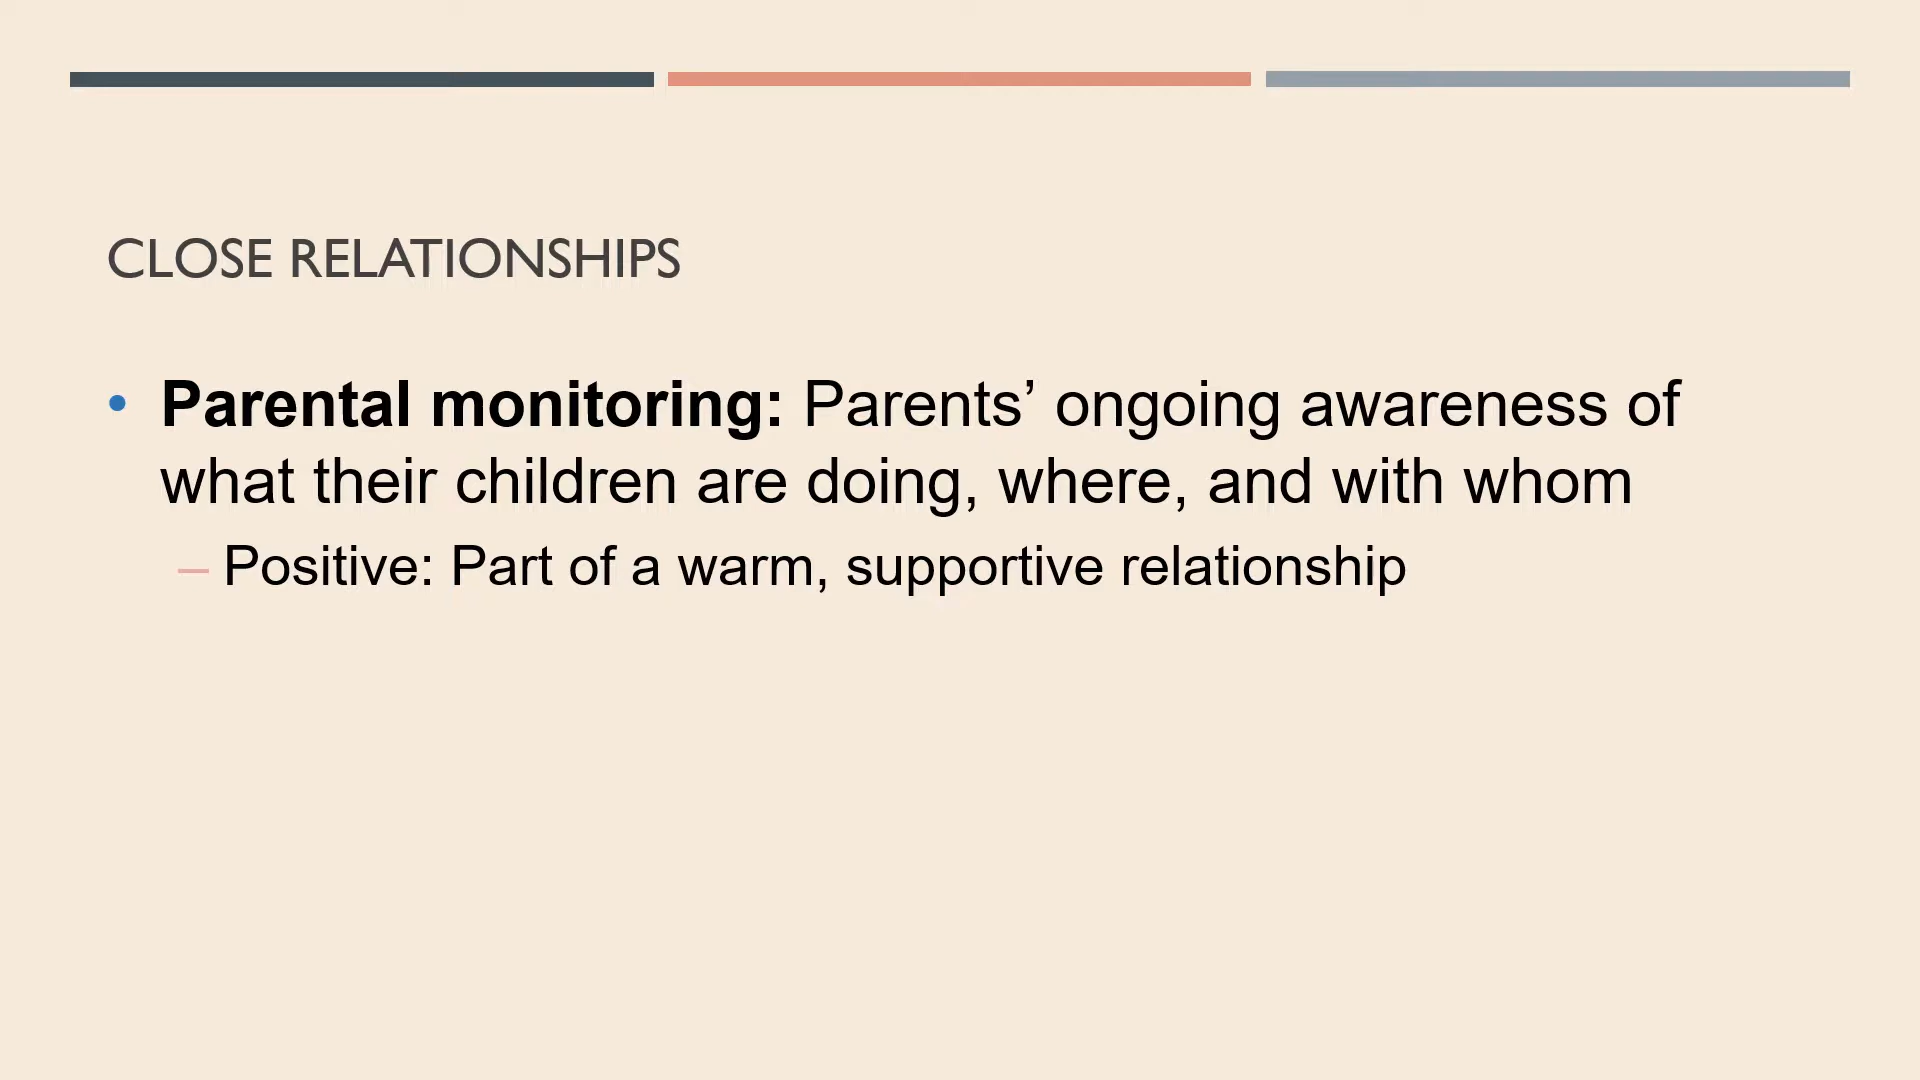 CLOSE RELATIONSHIPS
• Parental monitoring: Parents’ ongoing awareness of
what their children are doing, where, and with whom
– Positive: Part of a warm, supportive relationship